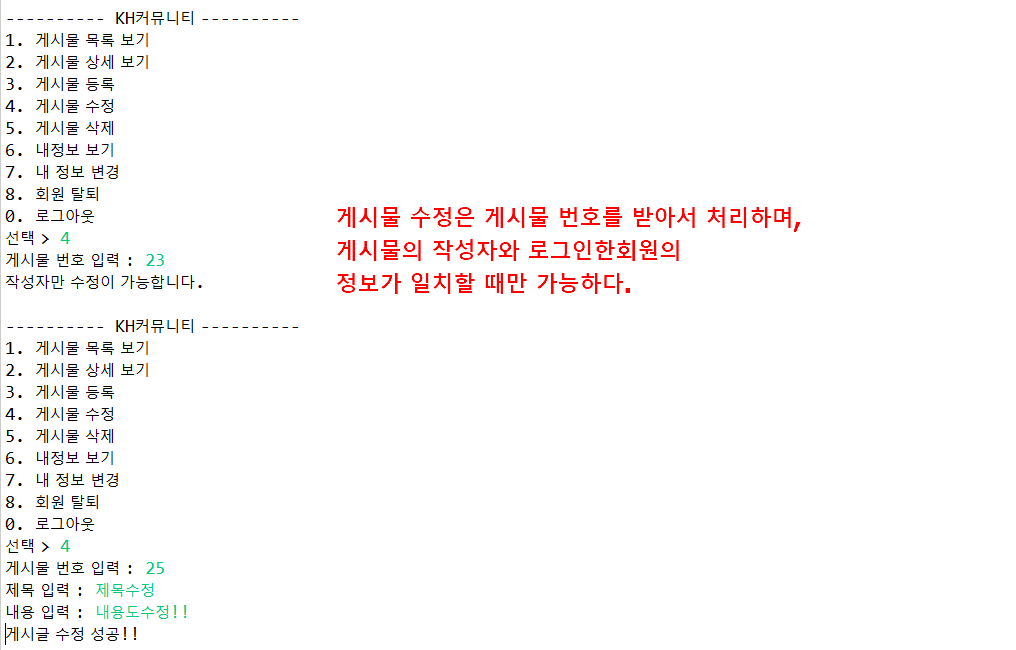 ---------- KH커뮤니티 ----------
1. 게시물 목록 보기
2. 게시물 상세 보기
3. 게시물 등록
4. 게시물 수정
5. 게시물 삭제
6. 내정보 보기
7. 내 정보 변경
8. 회원 탈퇴
0. 로그아웃
선택 > 4
게시물 번호 입력 : 23
작성자만 수정이 가능합니다.
게시물 수정은 게시물 번호를 받아서 처리하며,
게시물의 작성자와 로그인한회원의
정보가 일치할 때만 가능하다.
---------- KH커뮤니티 ----------
1. 게시물 목록 보기
2. 게시물 상세 보기
3. 게시물 등록
4. 게시물 수정
5. 게시물 삭제
6. 내정보 보기
7. 내 정보 변경
8. 회원 탈퇴
0. 로그아웃
선택 > 4
게시물 번호 입력 : 25
제목 입력 : 제목수정
내용 입력 : 내용도수정!!
게시글 수정 성공!!